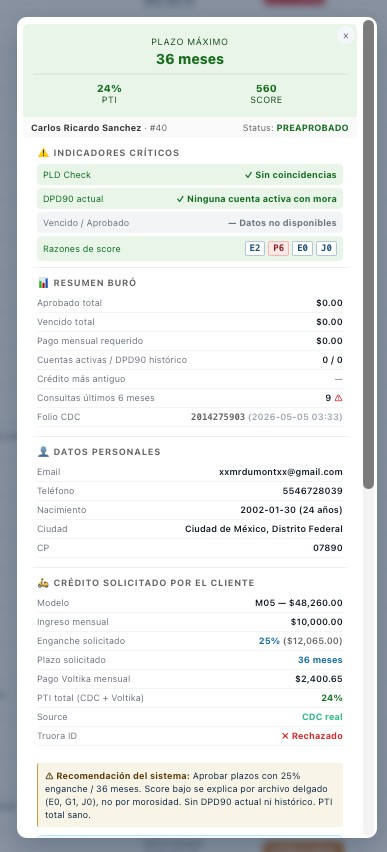 x
PLAZO MÁXIMO
36 meses
24% 560
PTI SCORE
Carlos Ricardo Sanchez · #40 Status: PREAPROBADO
⚠️ INDICADORES CRÍTICOS
PLD Check ✓ Sin coincidencias
DPD90 actual ✓ Ninguna cuenta activa con mora
Vencido / Aprobado — Datos no disponibles
Razones de score E2 P6 E0 J0
📊 RESUMEN BURÓ
Aprobado total $0.00
Vencido total $0.00
Pago mensual requerido $0.00
Cuentas activas / DPD90 histórico 0 / 0
Crédito más antiguo —
Consultas últimos 6 meses 9 ⚠
Folio CDC 2014275903 (2026-05-05 03:33)
👤 DATOS PERSONALES
Email xxmrdumontxx@gmail.com
Teléfono 5546728039
Nacimiento 2002-01-30 (24 años)
Ciudad Ciudad de México, Distrito Federal
CP 07890
🛵 CRÉDITO SOLICITADO POR EL CLIENTE
Modelo M05 — $48,260.00
Ingreso mensual $10,000.00
Enganche solicitado 25% ($12,065.00)
Plazo solicitado 36 meses
Pago Voltika mensual $2,400.65
PTI total (CDC + Voltika) 24%
Source CDC real
Truora ID ✕ Rechazado
⚠ Recomendación del sistema: Aprobar plazos con 25%
enganche / 36 meses. Score bajo se explica por archivo delgado
(E0, G1, J0), no por morosidad. Sin DPD90 actual ni histórico. PTI
total sano.